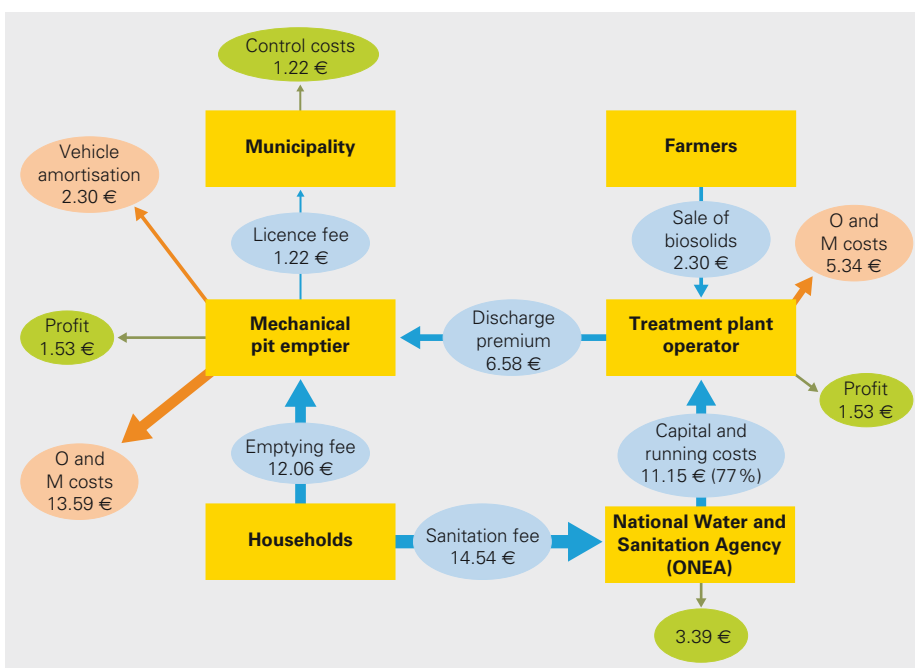 Control costs
1.22 €
Municipality
Farmers
Vehicle
amortisation
2.30 €
Licence fee
1.22 €
Sale of
biosolids
2.30 €
O and
M costs
5.34 €
Profit
1.53 €
Mechanical
pit emptier
Discharge
premium
6.58 €
Treatment plant
operator
Profit
1.53 €
O and
M costs
13.59 €
Emptying fee
12.06 €
Capital and
running costs
11.15 € (77 %)
Households
Sanitation fee
14.54 €
National Water and
Sanitation Agency
(ONEA)
3.39 €